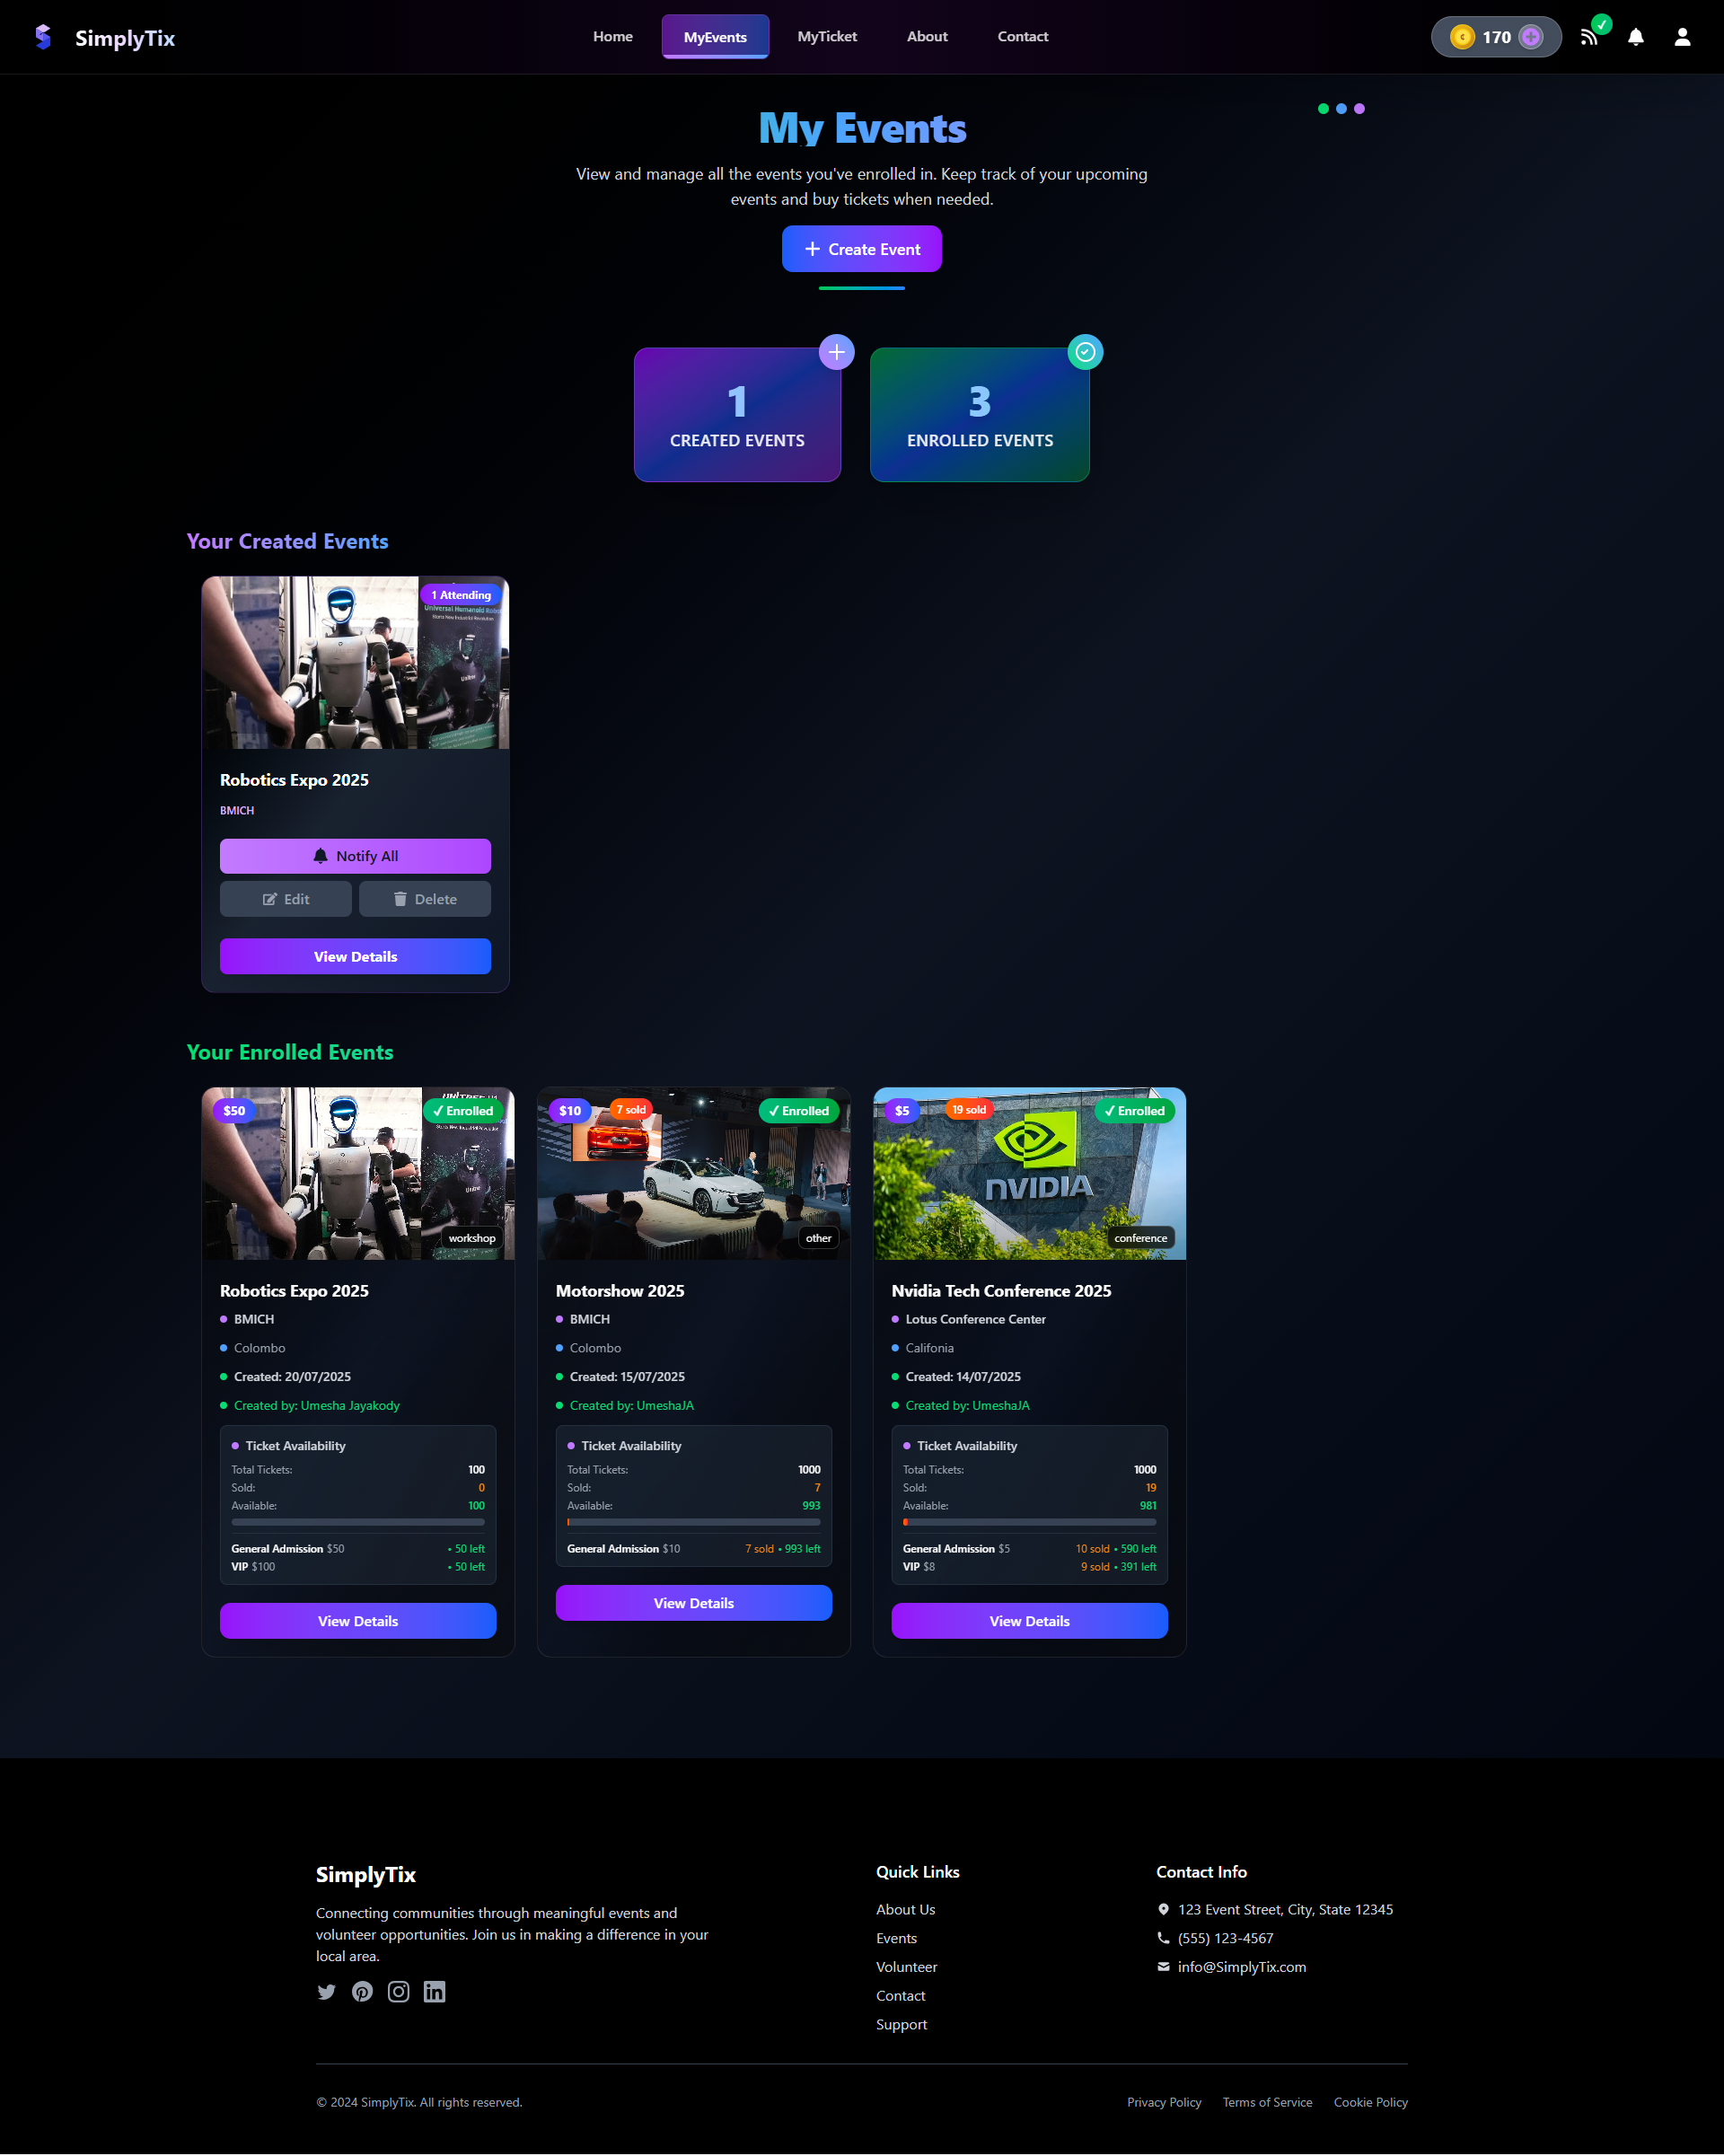 SimplyTix
Home
MyEvents
MyTicket
About
Contact
170
My Events
View and manage all the events you've enrolled in. Keep track of your upcoming
events and buy tickets when needed.
Create Event
1
CREATED EVENTS
3
ENROLLED EVENTS
Your Created Events
1 Attending
Universal Humanoid Robot
Unitree
Robotics Expo 2025
BMICH
Notify All
Edit
Delete
View Details
Your Enrolled Events
$50
✓ Enrolled
workshop
Robotics Expo 2025
BMICH
Colombo
Created: 20/07/2025
Created by: Umesha Jayakody
Ticket Availability
Total Tickets: 100
Sold: 0
Available: 100
General Admission $50 • 50 left
VIP $100 • 50 left
View Details
$10
7 sold
✓ Enrolled
other
Motorshow 2025
BMICH
Colombo
Created: 15/07/2025
Created by: UmeshaJA
Ticket Availability
Total Tickets: 1000
Sold: 7
Available: 993
General Admission $10 7 sold • 993 left
View Details
$5
19 sold
✓ Enrolled
NVIDIA
conference
Nvidia Tech Conference 2025
Lotus Conference Center
Califonia
Created: 14/07/2025
Created by: UmeshaJA
Ticket Availability
Total Tickets: 1000
Sold: 19
Available: 981
General Admission $5 10 sold • 590 left
VIP $8 9 sold • 391 left
View Details
SimplyTix
Connecting communities through meaningful events and
volunteer opportunities. Join us in making a difference in your
local area.
Quick Links
About Us
Events
Volunteer
Contact
Support
Contact Info
123 Event Street, City, State 12345
(555) 123-4567
info@SimplyTix.com
© 2024 SimplyTix. All rights reserved.
Privacy Policy
Terms of Service
Cookie Policy